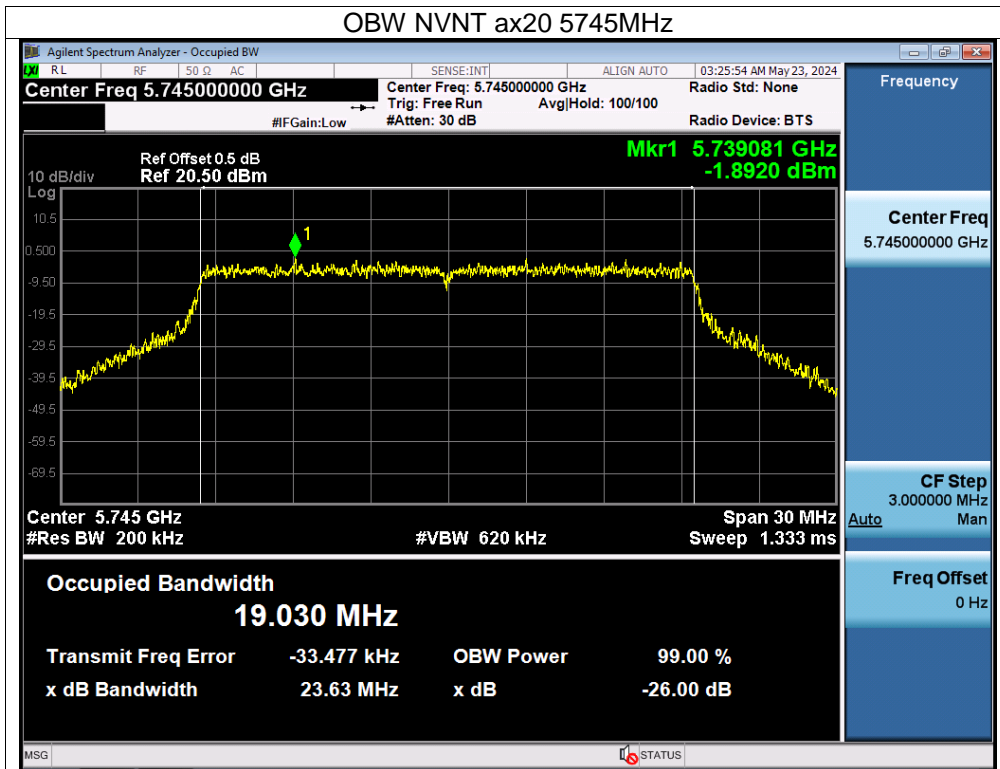 OBW NVNT ax20 5745MHz
Agilent Spectrum Analyzer - Occupied BW
LXI RL RF 50 Ω AC SENSE:INT ALIGN AUTO 03:25:54 AM May 23, 2024
Center Freq 5.745000000 GHz
Center Freq: 5.745000000 GHz Radio Std: None
Trig: Free Run Avg|Hold: 100/100
#IFGain:Low #Atten: 30 dB Radio Device: BTS
Frequency
Mkr1 5.739081 GHz
-1.8920 dBm
Ref Offset 0.5 dB
10 dB/div Ref 20.50 dBm
Log
10.5
0.500
-9.50
-19.5
-29.5
-39.5
-49.5
-59.5
-69.5
1
Center 5.745 GHz Span 30 MHz
#Res BW 200 kHz #VBW 620 kHz Sweep 1.333 ms
Center Freq
5.745000000 GHz
CF Step
3.000000 MHz
Auto Man
Freq Offset
0 Hz
Occupied Bandwidth
19.030 MHz
Transmit Freq Error -33.477 kHz OBW Power 99.00 %
x dB Bandwidth 23.63 MHz x dB -26.00 dB
MSG STATUS